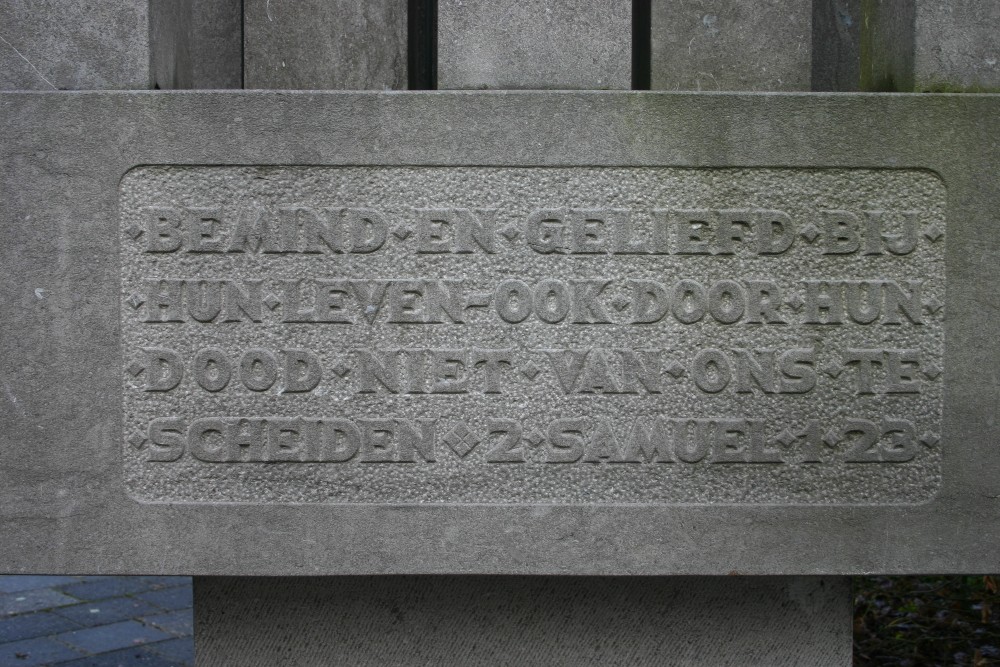 ·BEMIND·EN·GELIEFD·BIJ·
·HUN·LEVEN-OOK·DOOR·HUN·
·DOOD·NIET·VAN·ONS·TE·
·SCHEIDEN◆2·SAMUEL·1·23·